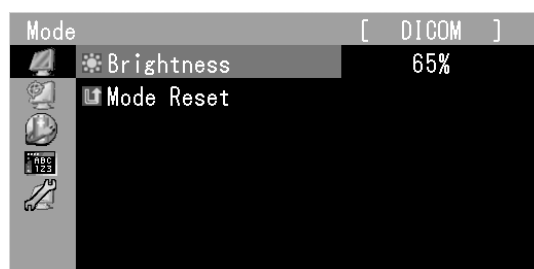 Mode [ DICOM ]
Brightness 65%
Mode Reset
ABC
123